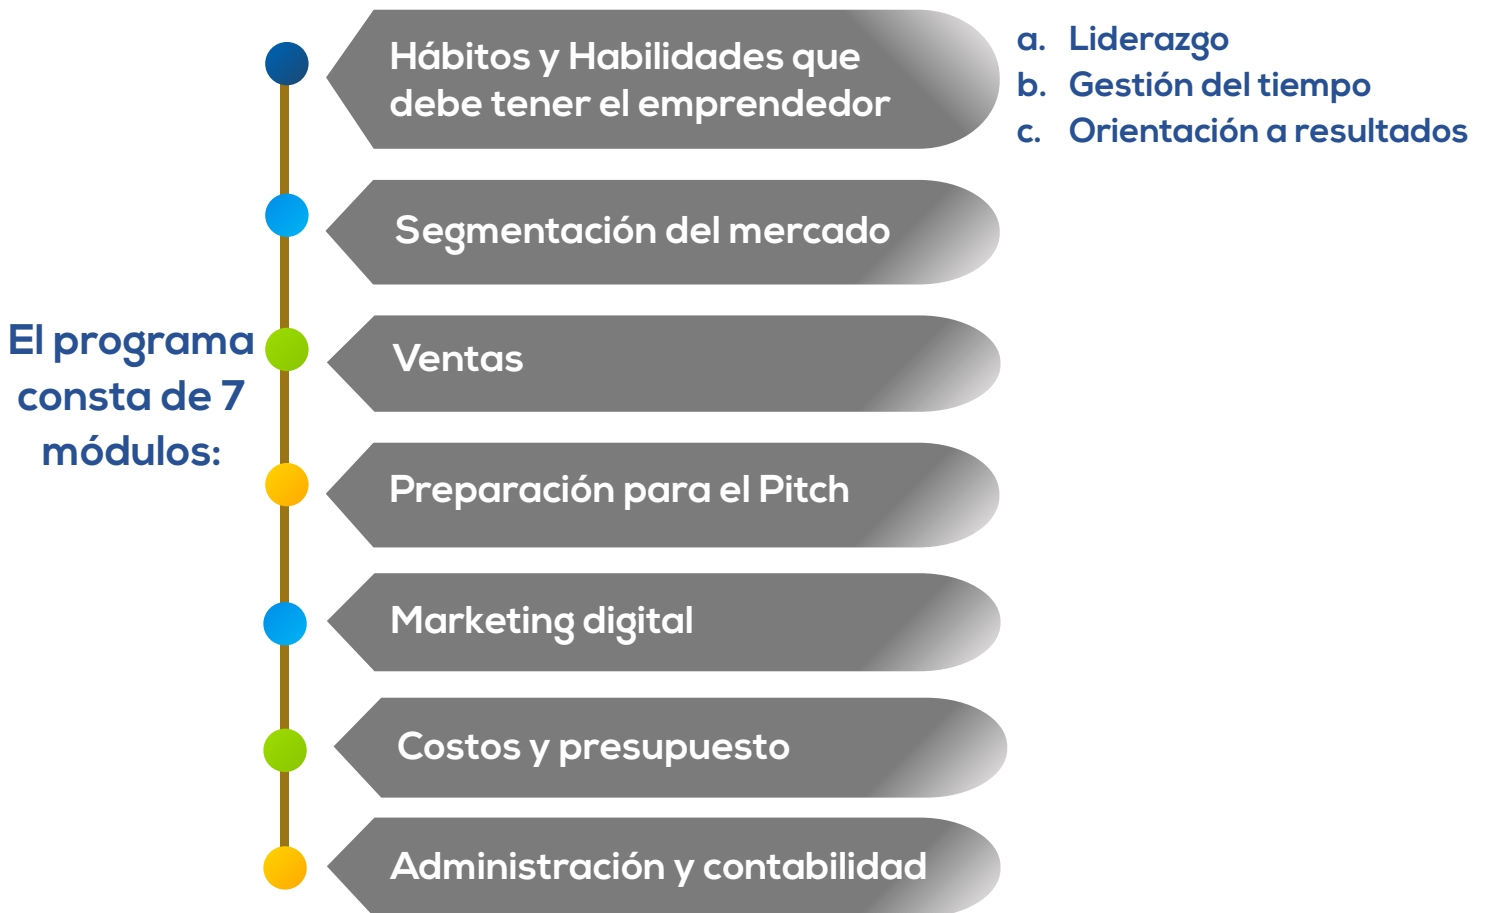 El programa
consta de 7
módulos:
Hábitos y Habilidades que
debe tener el emprendedor
a. Liderazgo
b. Gestión del tiempo
c. Orientación a resultados
Segmentación del mercado
Ventas
Preparación para el Pitch
Marketing digital
Costos y presupuesto
Administración y contabilidad